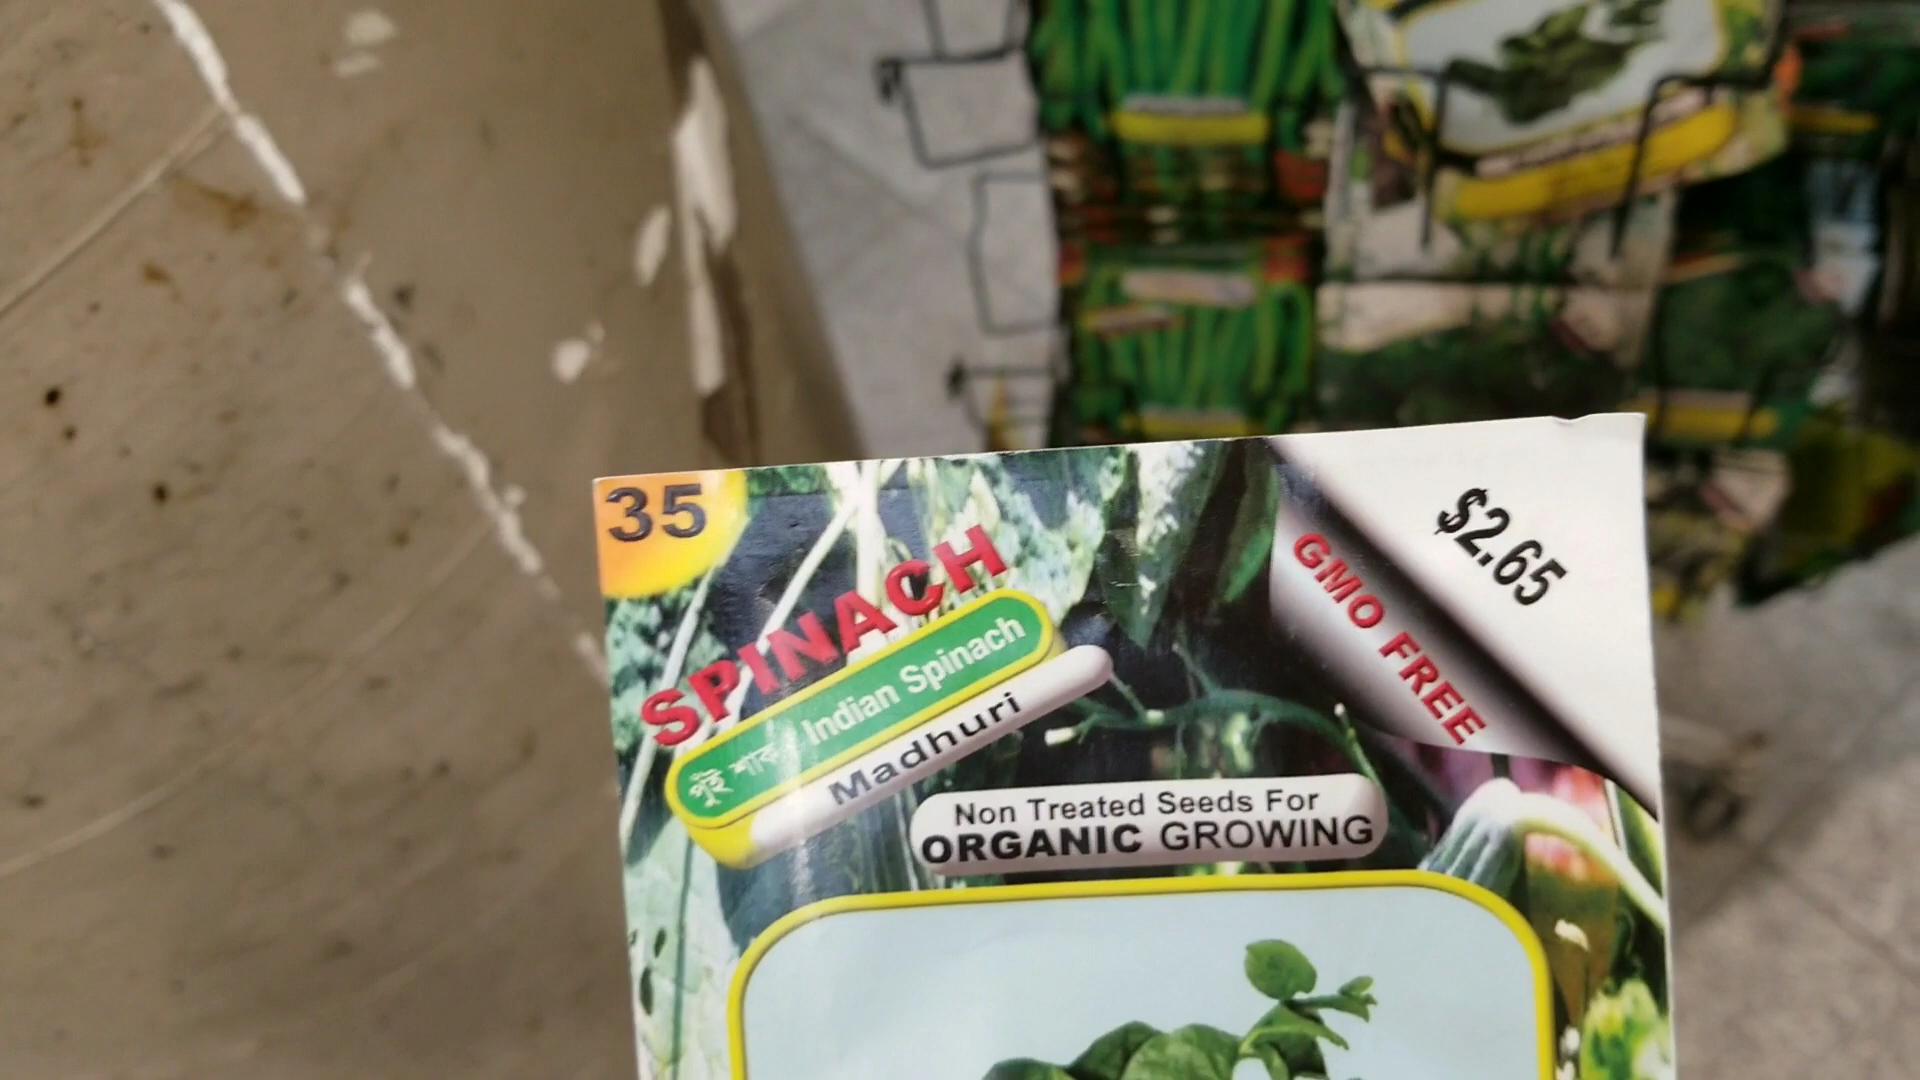 35
$2.65
GMO FREE
SPINACH
পুঁই শাক Indian Spinach
Madhuri
Non Treated Seeds For
ORGANIC GROWING